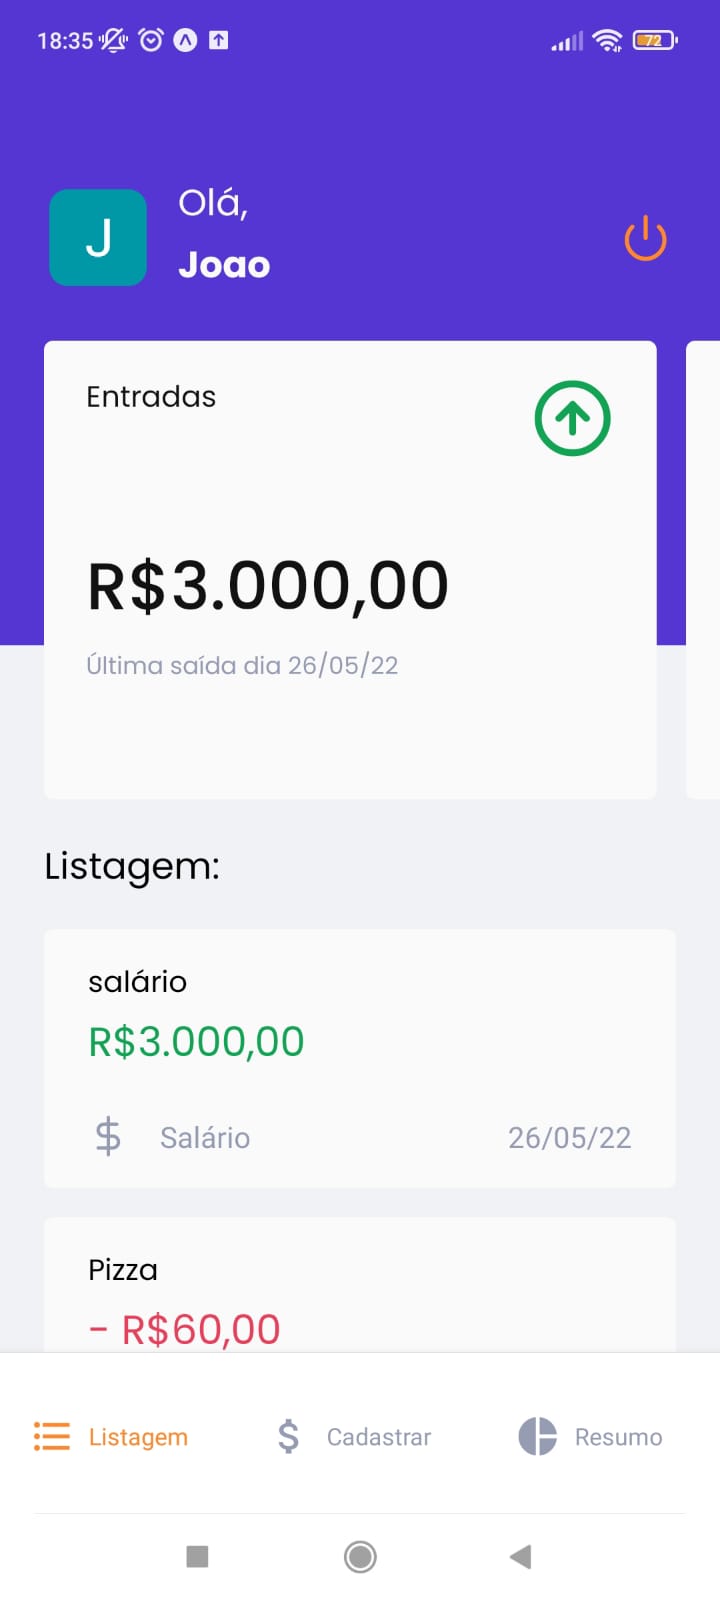 18:35
72
J
Olá,
Joao
Entradas
R$3.000,00
Última saída dia 26/05/22
Listagem:
salário
R$3.000,00
$ Salário 26/05/22
Pizza
- R$60,00
Listagem $ Cadastrar Resumo